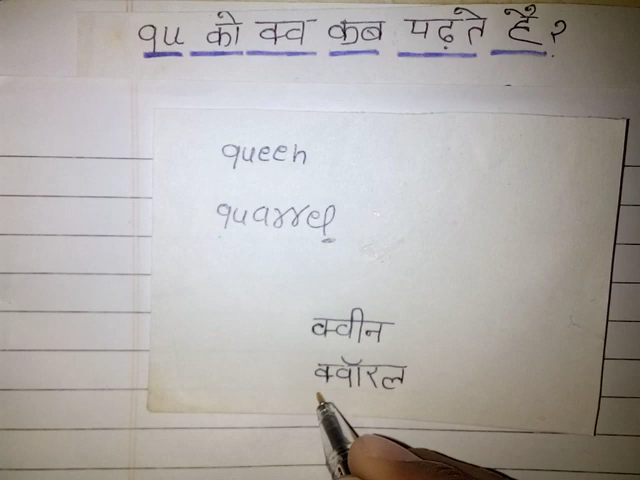 qu को क्व कब पढ़ते हैं?
queen
quarrel
क्वीन
क्वॉरल